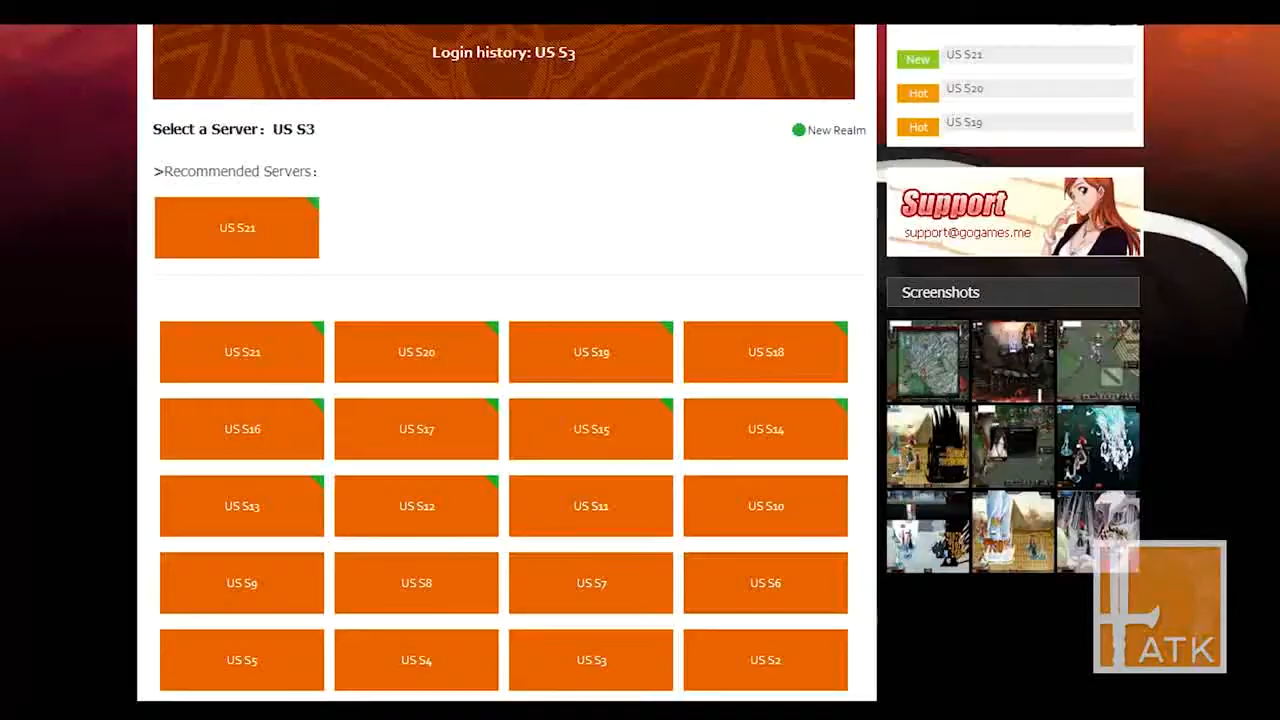 Login history: US S3
Select a Server: US S3
New Realm
>Recommended Servers:
US S21
US S21
US S20
US S19
US S18
US S16
US S17
US S15
US S14
US S13
US S12
US S11
US S10
US S9
US S8
US S7
US S6
US S5
US S4
US S3
US S2
New US S21
Hot US S20
Hot US S19
Support
support@gogames.me
Screenshots
ATK